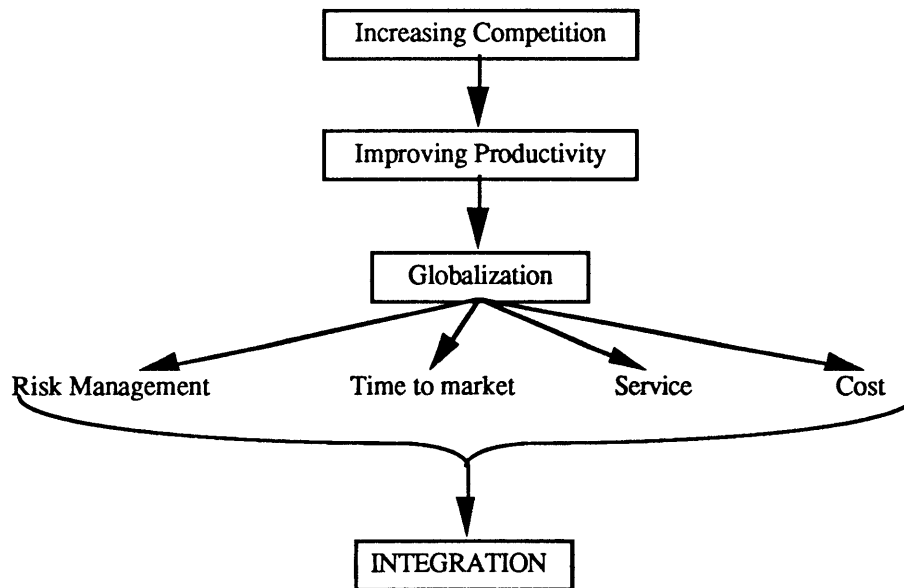 Increasing Competition
Improving Productivity
Globalization
Risk Management
Time to market
Service
Cost
INTEGRATION